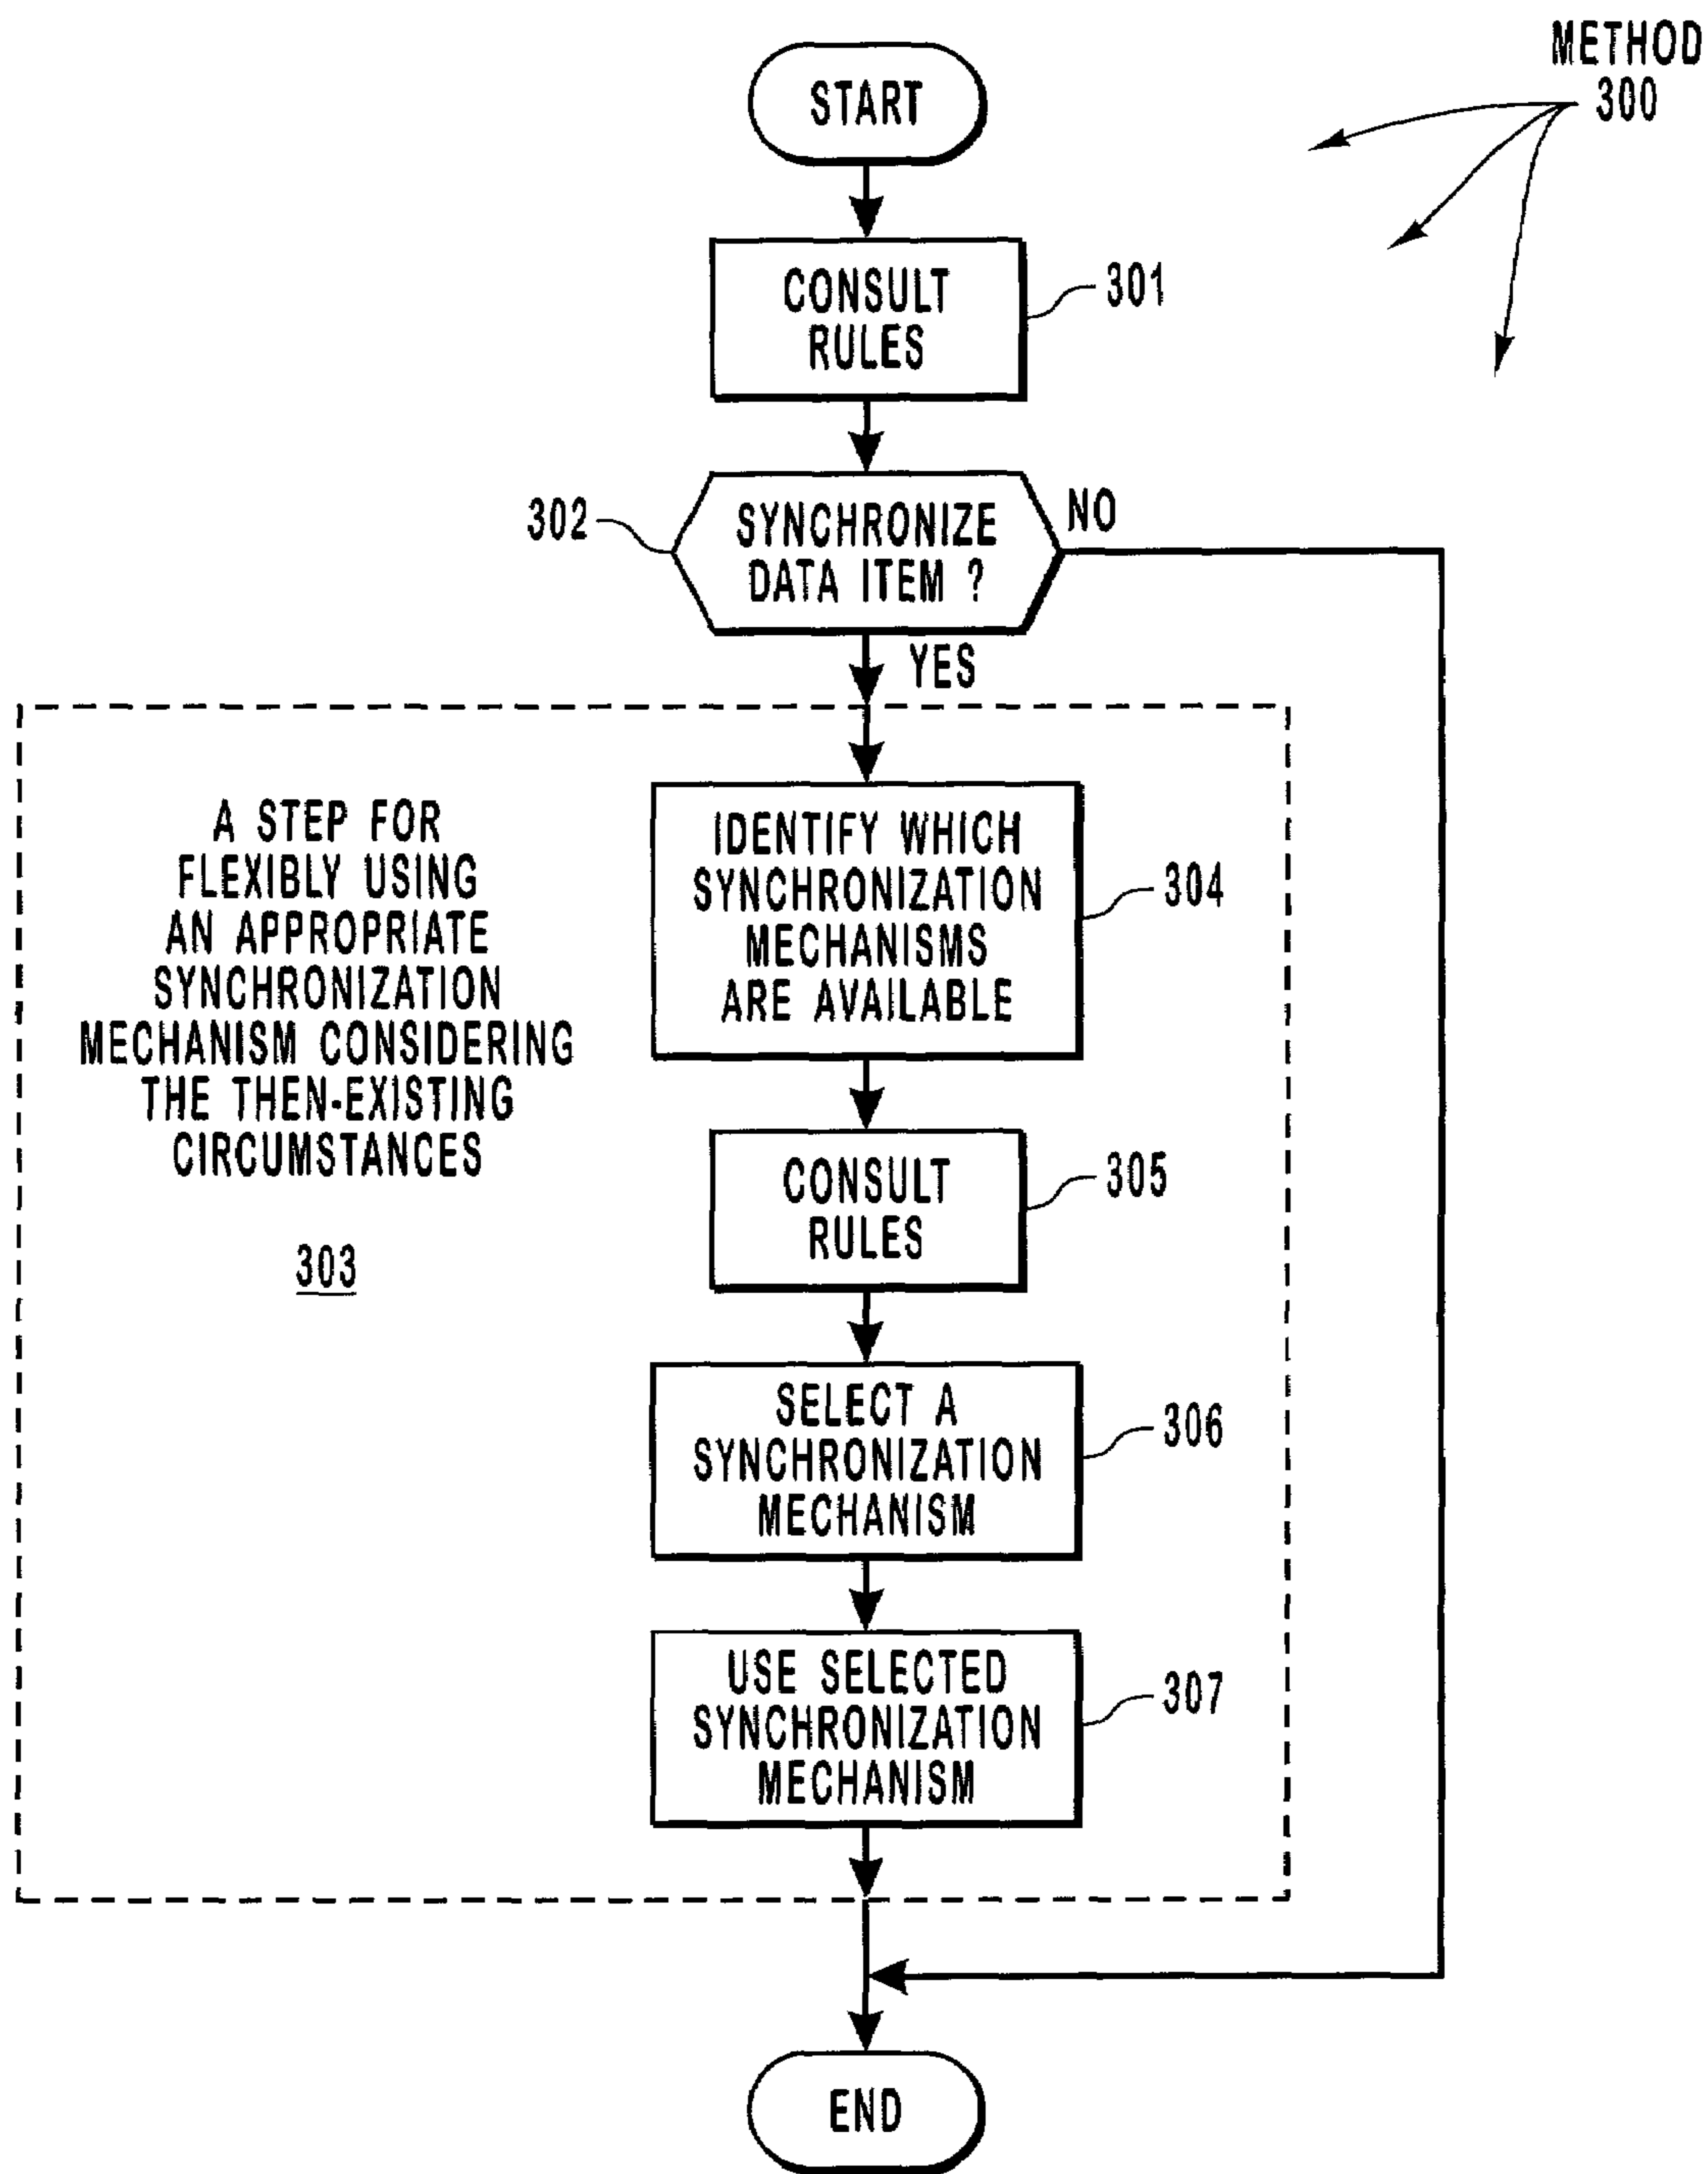 METHOD
300
START
CONSULT
RULES
301
302
SYNCHRONIZE
DATA ITEM ?
NO
YES
A STEP FOR
FLEXIBLY USING
AN APPROPRIATE
SYNCHRONIZATION
MECHANISM CONSIDERING
THE THEN-EXISTING
CIRCUMSTANCES
303
IDENTIFY WHICH
SYNCHRONIZATION
MECHANISMS
ARE AVAILABLE
304
CONSULT
RULES
305
SELECT A
SYNCHRONIZATION
MECHANISM
306
USE SELECTED
SYNCHRONIZATION
MECHANISM
307
END